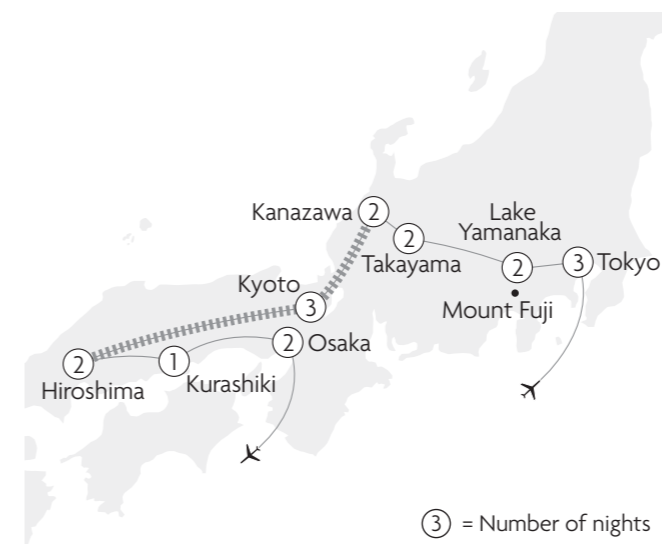 Kanazawa 2
2
Takayama
Lake
Yamanaka
2
3 Tokyo
Mount Fuji
Kyoto
3
2 Osaka
2
Hiroshima
1
Kurashiki
3 = Number of nights